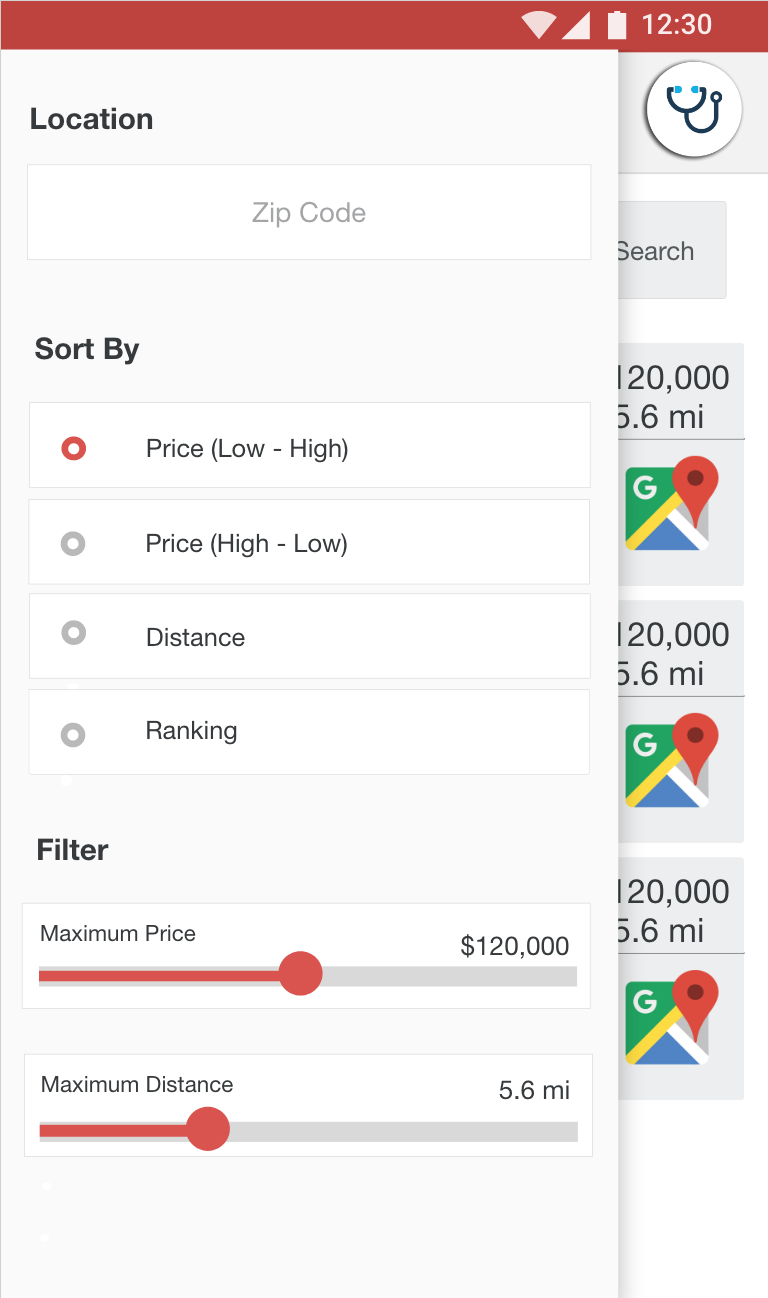 12:30
Location
Zip Code
Search
Sort By
Price (Low - High)
120,000
5.6 mi
G
Price (High - Low)
Distance
120,000
5.6 mi
Ranking
G
Filter
120,000
5.6 mi
Maximum Price
$120,000
G
Maximum Distance
5.6 mi